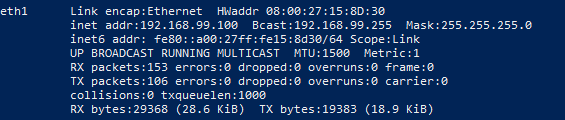 eth1 Link encap:Ethernet HWaddr 08:00:27:15:8D:30
inet addr:192.168.99.100 Bcast:192.168.99.255 Mask:255.255.255.0
inet6 addr: fe80::a00:27ff:fe15:8d30/64 Scope:Link
UP BROADCAST RUNNING MULTICAST MTU:1500 Metric:1
RX packets:153 errors:0 dropped:0 overruns:0 frame:0
TX packets:106 errors:0 dropped:0 overruns:0 carrier:0
collisions:0 txqueuelen:1000
RX bytes:29368 (28.6 KiB) TX bytes:19383 (18.9 KiB)